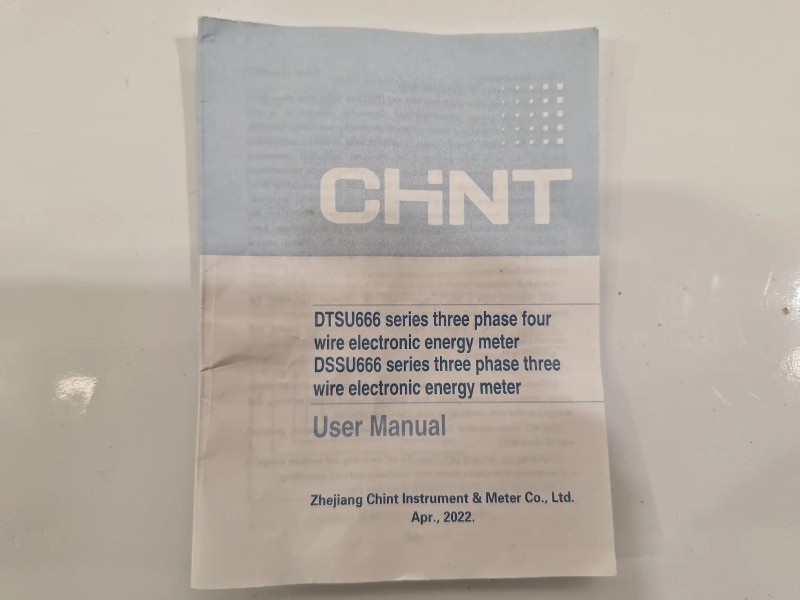 CHiNT
DTSU666 series three phase four
wire electronic energy meter
DSSU666 series three phase three
wire electronic energy meter
User Manual
Zhejiang Chint Instrument & Meter Co., Ltd.
Apr., 2022.